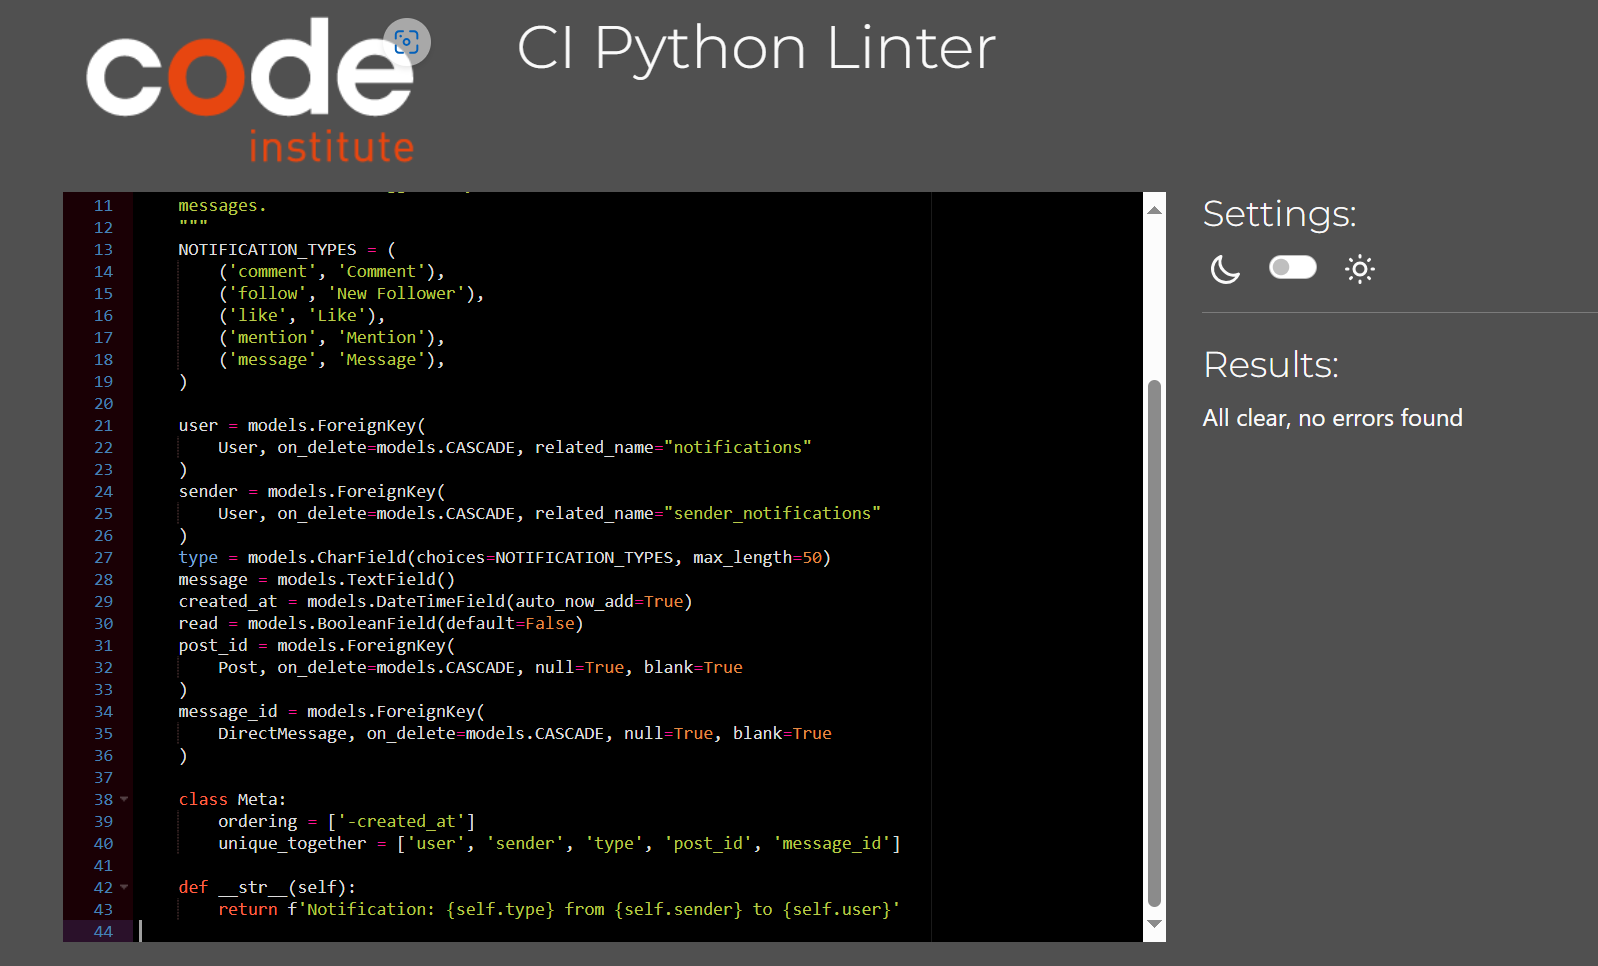 code
institute
CI Python Linter
11 messages.
12 """
13 NOTIFICATION_TYPES = (
14 ('comment', 'Comment'),
15 ('follow', 'New Follower'),
16 ('like', 'Like'),
17 ('mention', 'Mention'),
18 ('message', 'Message'),
19 )
20
21 user = models.ForeignKey(
22 User, on_delete=models.CASCADE, related_name="notifications"
23 )
24 sender = models.ForeignKey(
25 User, on_delete=models.CASCADE, related_name="sender_notifications"
26 )
27 type = models.CharField(choices=NOTIFICATION_TYPES, max_length=50)
28 message = models.TextField()
29 created_at = models.DateTimeField(auto_now_add=True)
30 read = models.BooleanField(default=False)
31 post_id = models.ForeignKey(
32 Post, on_delete=models.CASCADE, null=True, blank=True
33 )
34 message_id = models.ForeignKey(
35 DirectMessage, on_delete=models.CASCADE, null=True, blank=True
36 )
37
38 class Meta:
39 ordering = ['-created_at']
40 unique_together = ['user', 'sender', 'type', 'post_id', 'message_id']
41
42 def __str__(self):
43 return f'Notification: {self.type} from {self.sender} to {self.user}'
44
Settings:
Results:
All clear, no errors found